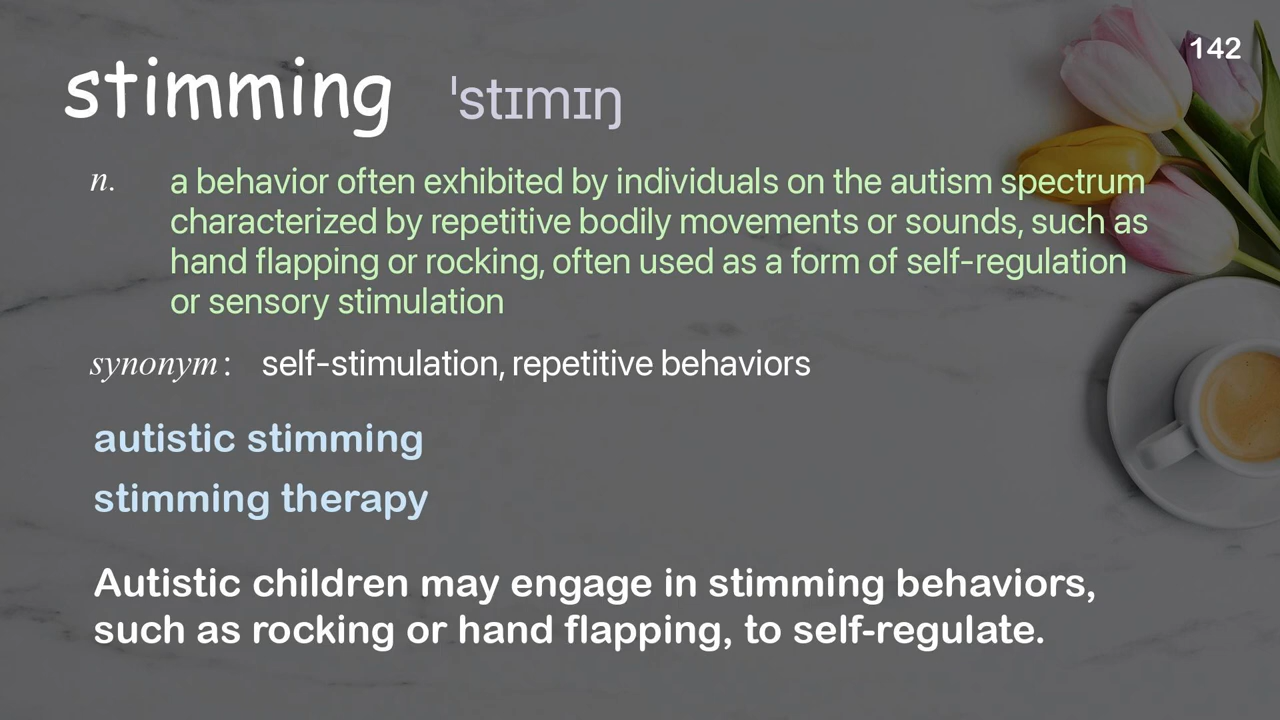 142
stimming ˈstɪmɪŋ
n. a behavior often exhibited by individuals on the autism spectrum
characterized by repetitive bodily movements or sounds, such as
hand flapping or rocking, often used as a form of self-regulation
or sensory stimulation
synonym: self-stimulation, repetitive behaviors
autistic stimming
stimming therapy
Autistic children may engage in stimming behaviors,
such as rocking or hand flapping, to self-regulate.